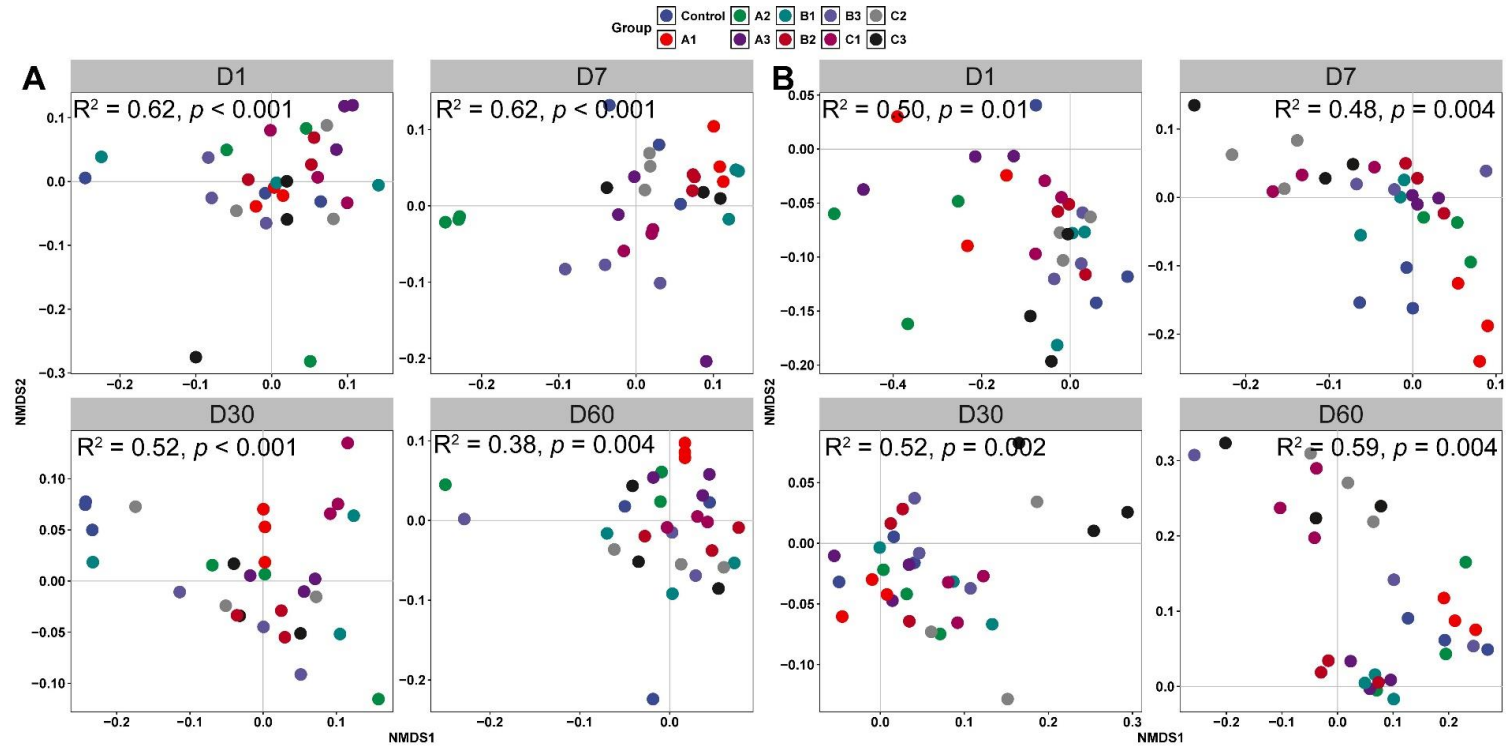 Group
Control A2 B1 B3 C2
A1 A3 B2 C1 C3
A
D1
R² = 0.62, p < 0.001
0.1
0.0
−0.1
−0.2
−0.3
−0.2 −0.1 0.0 0.1
D7
R² = 0.62, p < 0.001
0.1
0.0
−0.1
−0.2
−0.2 −0.1 0.0 0.1
D30
R² = 0.52, p < 0.001
0.10
0.05
0.00
−0.05
−0.10
−0.2 −0.1 0.0 0.1
D60
R² = 0.38, p = 0.004
0.1
0.0
−0.1
−0.2
−0.2 −0.1 0.0
NMDS2
NMDS1
B
D1
R² = 0.50, p = 0.01
0.05
0.00
−0.05
−0.10
−0.15
−0.20
−0.4 −0.2 0.0
D7
R² = 0.48, p = 0.004
0.1
0.0
−0.1
−0.2
−0.2 −0.1 0.0 0.1
D30
R² = 0.52, p = 0.002
0.05
0.00
−0.05
−0.10
0.0 0.1 0.2 0.3
D60
R² = 0.59, p = 0.004
0.3
0.2
0.1
0.0
−0.2 −0.1 0.0 0.1 0.2
NMDS2
NMDS1